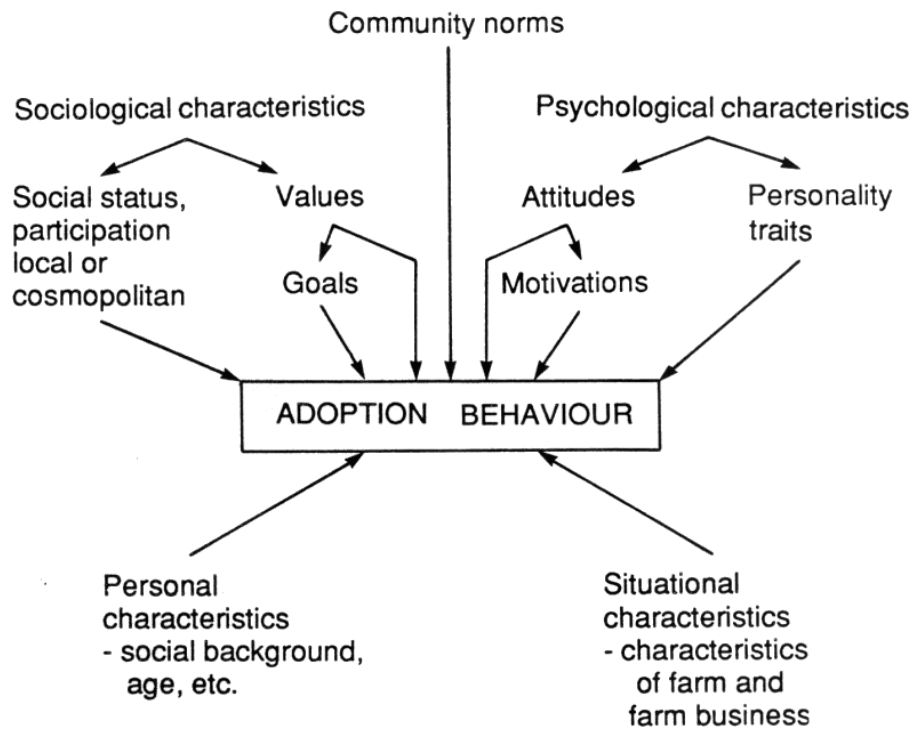 Community norms
Sociological characteristics
Psychological characteristics
Social status,
participation
local or
cosmopolitan
Values
Attitudes
Personality
traits
Goals
Motivations
ADOPTION BEHAVIOUR
Personal
characteristics
- social background,
age, etc.
Situational
characteristics
- characteristics
of farm and
farm business